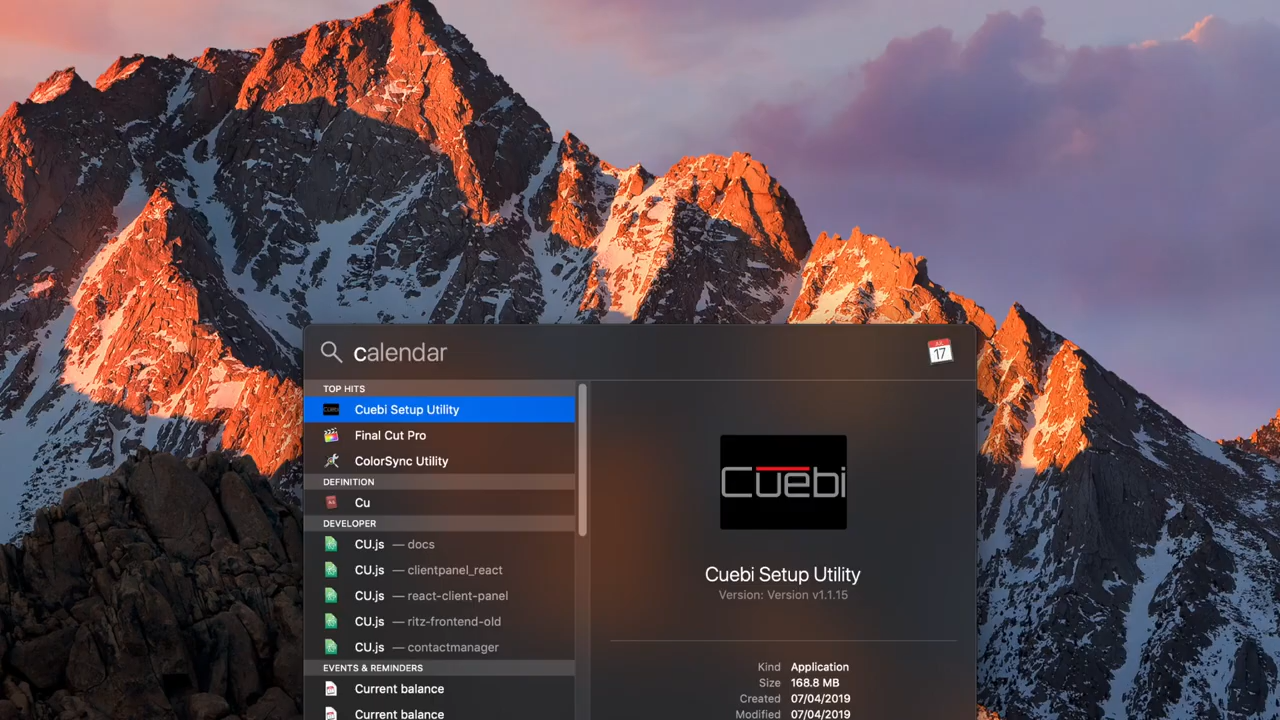 calendar
JUL
17
TOP HITS
Cuebi Setup Utility
Final Cut Pro
ColorSync Utility
DEFINITION
Cu
DEVELOPER
CU.js — docs
CU.js — clientpanel_react
CU.js — react-client-panel
CU.js — ritz-frontend-old
CU.js — contactmanager
EVENTS & REMINDERS
Current balance
Current balance
Cuebi
Cuebi Setup Utility
Version: Version v1.1.15
Kind Application
Size 168.8 MB
Created 07/04/2019
Modified 07/04/2019